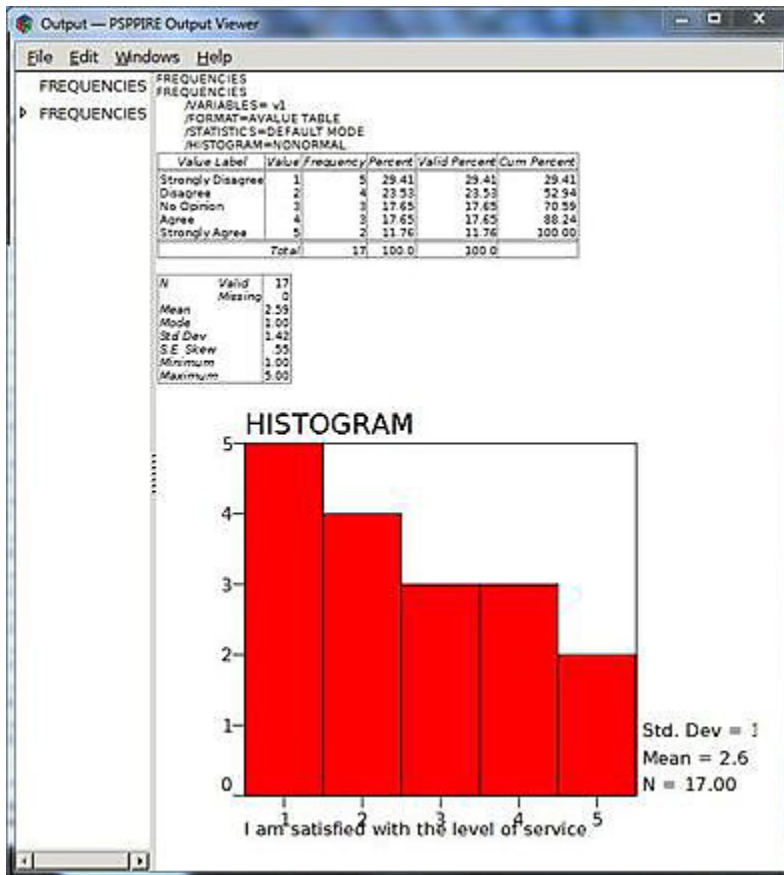 Output — PSPPIRE Output Viewer
File Edit Windows Help
FREQUENCIES
FREQUENCIES
FREQUENCIES
FREQUENCIES
/VARIABLES= v1
/FORMAT=AVALUE TABLE
/STATISTICS=DEFAULT MODE
/HISTOGRAM=NONORMAL
Value Label Value Frequency Percent Valid Percent Cum Percent
Strongly Disagree 1 5 29.41 29.41 29.41
Disagree 2 4 23.53 23.53 52.94
No Opinion 3 3 17.65 17.65 70.59
Agree 4 3 17.65 17.65 88.24
Strongly Agree 5 2 11.76 11.76 100.00
Total 17 100.0 100.0
N Valid 17
Missing 0
Mean 2.59
Mode 1.00
Std Dev 1.42
S.E. Skew .55
Minimum 1.00
Maximum 5.00
HISTOGRAM
5
4
3
2
1
0
Std. Dev = 1
Mean = 2.6
N = 17.00
1 2 3 4 5
I am satisfied with the level of service